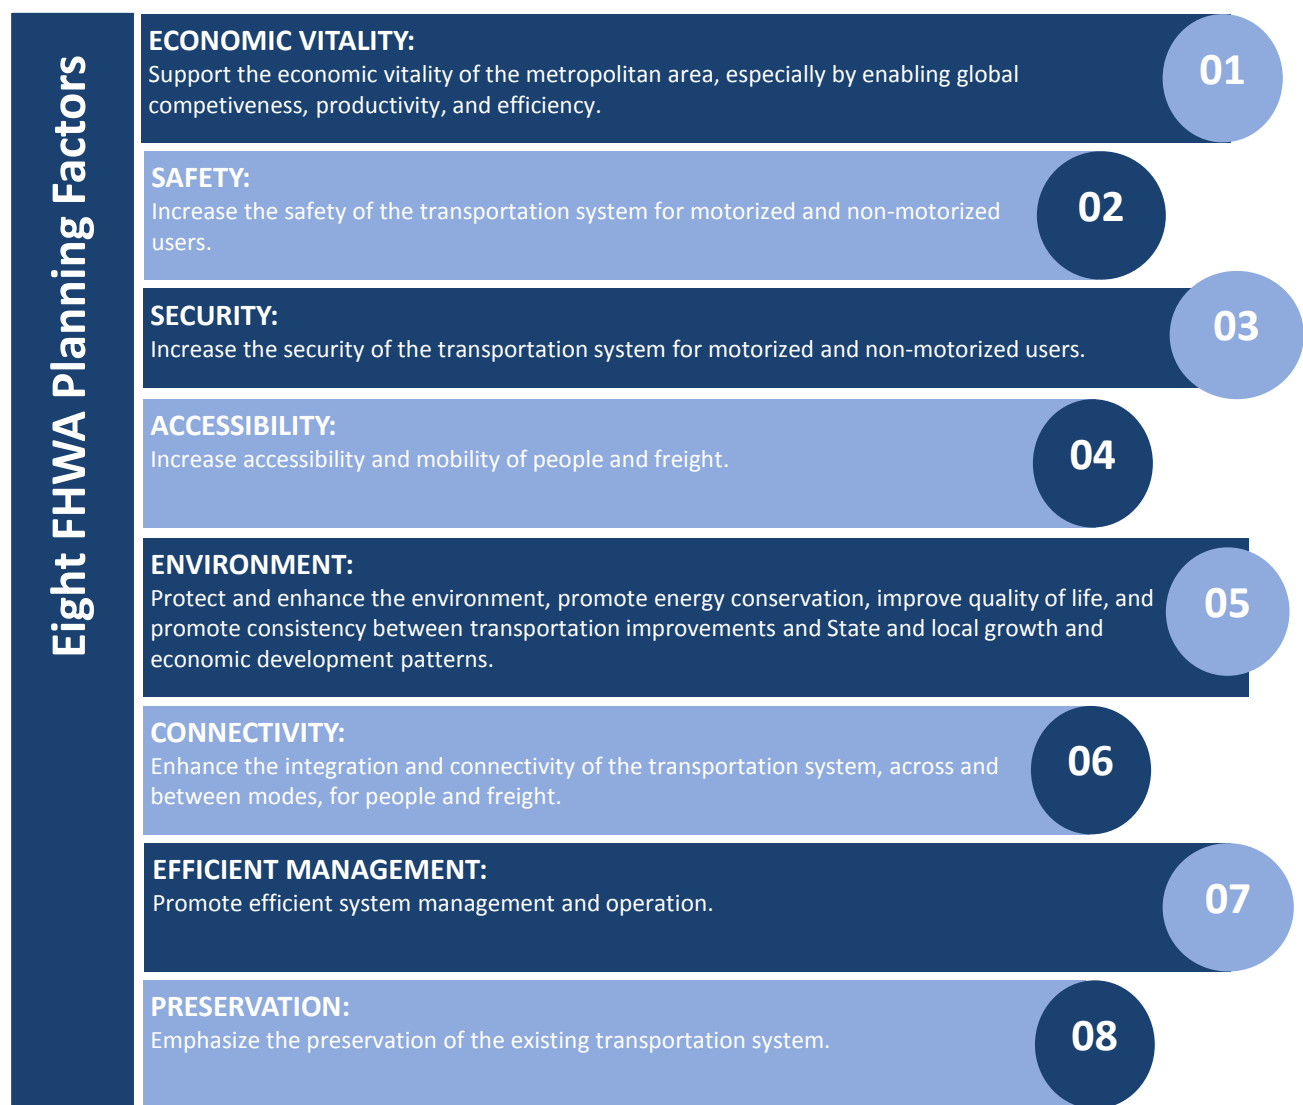 Eight FHWA Planning Factors
ECONOMIC VITALITY:
Support the economic vitality of the metropolitan area, especially by enabling global
competiveness, productivity, and efficiency.
01
SAFETY:
Increase the safety of the transportation system for motorized and non-motorized
users.
02
SECURITY:
Increase the security of the transportation system for motorized and non-motorized users.
03
ACCESSIBILITY:
Increase accessibility and mobility of people and freight.
04
ENVIRONMENT:
Protect and enhance the environment, promote energy conservation, improve quality of life, and
promote consistency between transportation improvements and State and local growth and
economic development patterns.
05
CONNECTIVITY:
Enhance the integration and connectivity of the transportation system, across and
between modes, for people and freight.
06
EFFICIENT MANAGEMENT:
Promote efficient system management and operation.
07
PRESERVATION:
Emphasize the preservation of the existing transportation system.
08